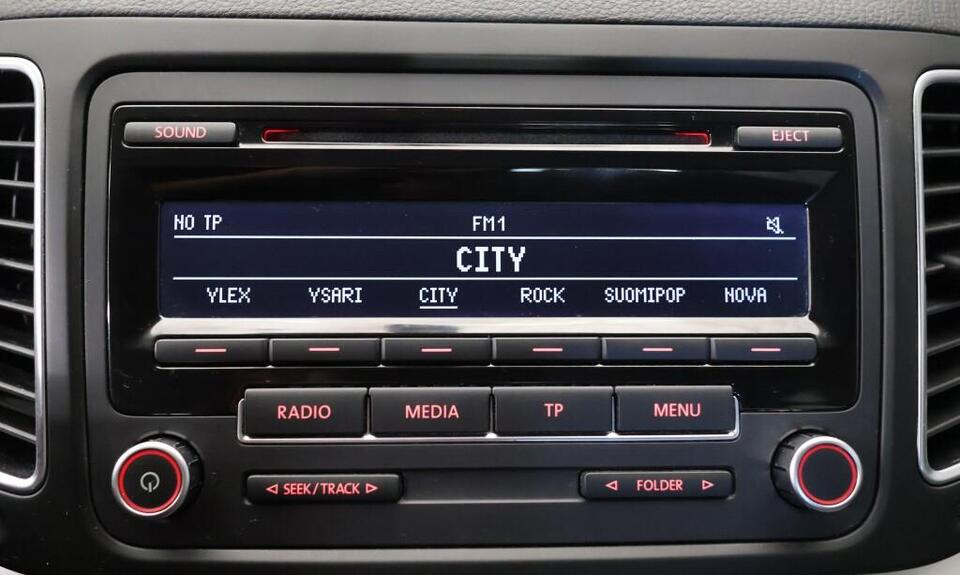 SOUND EJECT
NO TP FM1
CITY
YLEX YSARI CITY ROCK SUOMIPOP NOVA
RADIO MEDIA TP MENU
SEEK/TRACK FOLDER